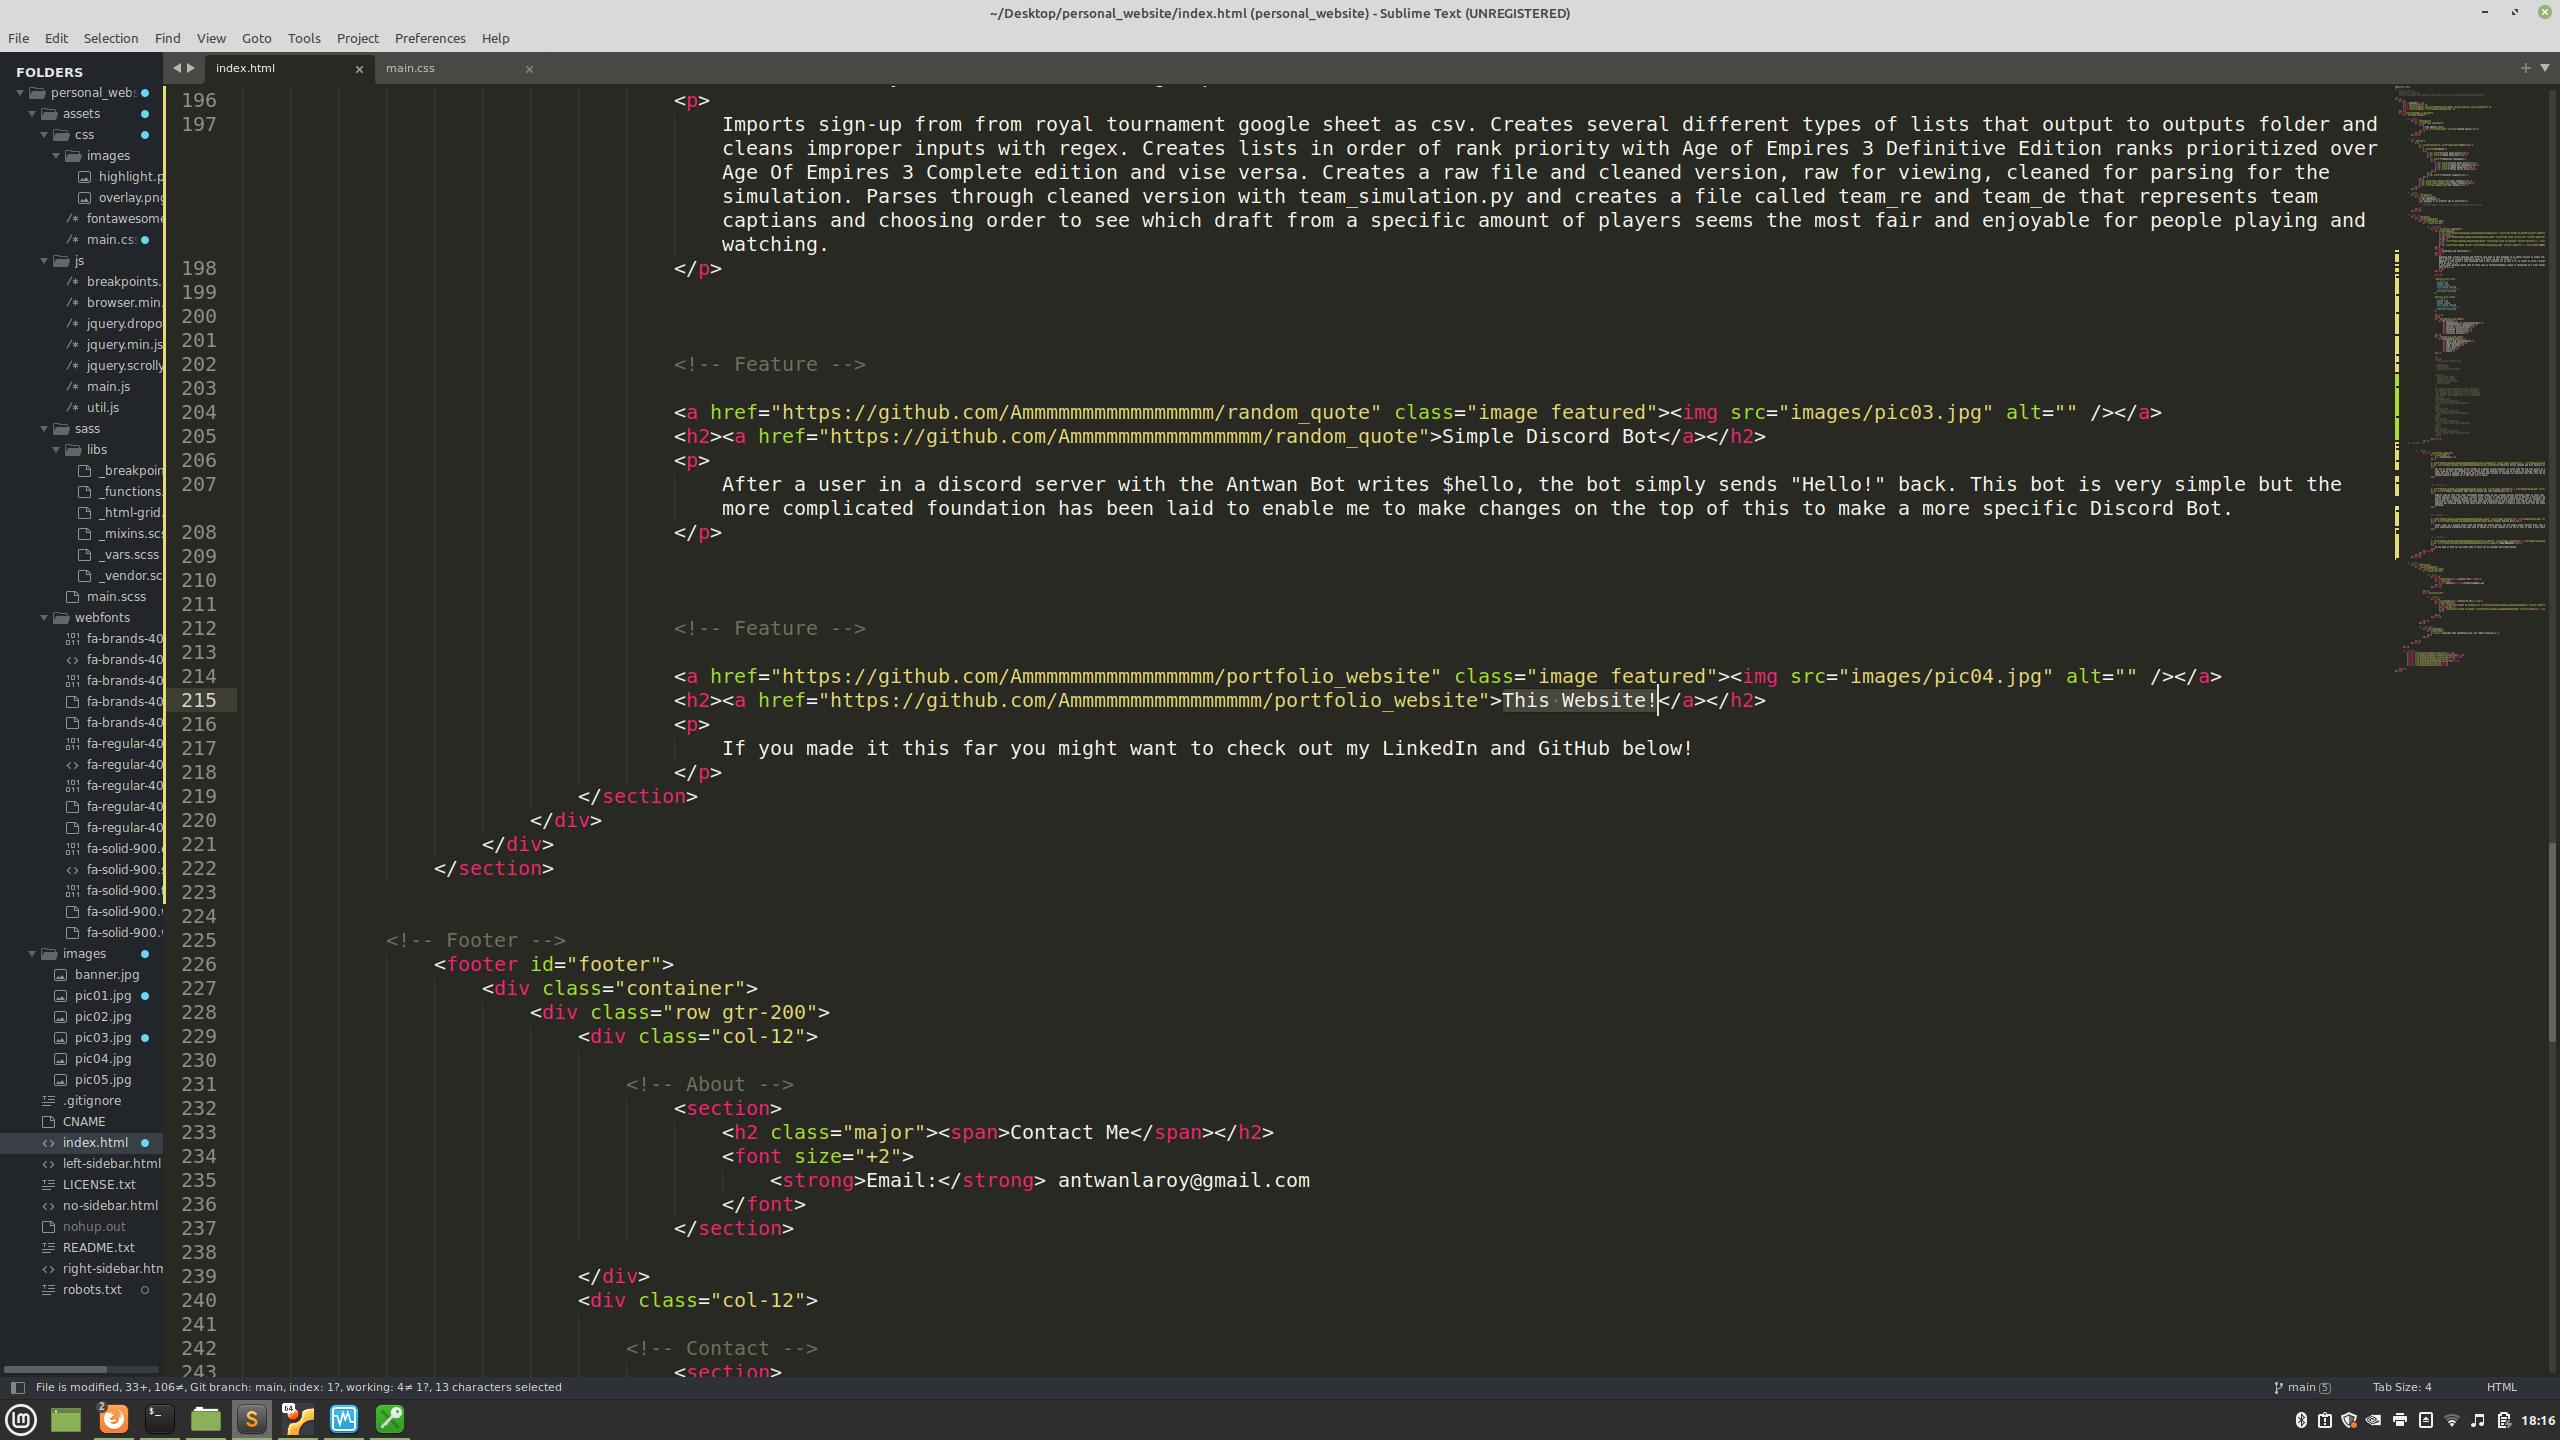 ~/Desktop/personal_website/index.html (personal_website) - Sublime Text (UNREGISTERED)
File Edit Selection Find View Goto Tools Project Preferences Help
FOLDERS
personal_web
assets
css
images
highlight.p
overlay.png
fontawesome
main.cs
js
breakpoints.
browser.min.
jquery.dropo
jquery.min.js
jquery.scrolly
main.js
util.js
sass
libs
_breakpoin
_functions.
_html-grid.
_mixins.sc
_vars.scss
_vendor.sc
main.scss
webfonts
fa-brands-40
fa-brands-40
fa-brands-40
fa-brands-40
fa-brands-40
fa-regular-40
fa-regular-40
fa-regular-40
fa-regular-40
fa-regular-40
fa-solid-900.
fa-solid-900.
fa-solid-900.
fa-solid-900.
fa-solid-900.
images
banner.jpg
pic01.jpg
pic02.jpg
pic03.jpg
pic04.jpg
pic05.jpg
.gitignore
CNAME
index.html
left-sidebar.html
LICENSE.txt
no-sidebar.html
nohup.out
README.txt
right-sidebar.htm
robots.txt
index.html
main.css
196 <p>
197 Imports sign-up from from royal tournament google sheet as csv. Creates several different types of lists that output to outputs folder and
cleans improper inputs with regex. Creates lists in order of rank priority with Age of Empires 3 Definitive Edition ranks prioritized over
Age Of Empires 3 Complete edition and vise versa. Creates a raw file and cleaned version, raw for viewing, cleaned for parsing for the
simulation. Parses through cleaned version with team_simulation.py and creates a file called team_re and team_de that represents team
captians and choosing order to see which draft from a specific amount of players seems the most fair and enjoyable for people playing and
watching.
198 </p>
199
200
201
202 <!-- Feature -->
203
204 <a href="https://github.com/Ammmmmmmmmmmmmmmm/random_quote" class="image featured"><img src="images/pic03.jpg" alt="" /></a>
205 <h2><a href="https://github.com/Ammmmmmmmmmmmmmmm/random_quote">Simple Discord Bot</a></h2>
206 <p>
207 After a user in a discord server with the Antwan Bot writes $hello, the bot simply sends "Hello!" back. This bot is very simple but the
more complicated foundation has been laid to enable me to make changes on the top of this to make a more specific Discord Bot.
208 </p>
209
210
211
212 <!-- Feature -->
213
214 <a href="https://github.com/Ammmmmmmmmmmmmmmm/portfolio_website" class="image featured"><img src="images/pic04.jpg" alt="" /></a>
215 <h2><a href="https://github.com/Ammmmmmmmmmmmmmmm/portfolio_website">This Website!</a></h2>
216 <p>
217 If you made it this far you might want to check out my LinkedIn and GitHub below!
218 </p>
219 </section>
220 </div>
221 </div>
222 </section>
223
224
225 <!-- Footer -->
226 <footer id="footer">
227 <div class="container">
228 <div class="row gtr-200">
229 <div class="col-12">
230
231 <!-- About -->
232 <section>
233 <h2 class="major"><span>Contact Me</span></h2>
234 <font size="+2">
235 <strong>Email:</strong> antwanlaroy@gmail.com
236 </font>
237 </section>
238
239 </div>
240 <div class="col-12">
241
242 <!-- Contact -->
243 <section>
File is modified, 33+, 106≠, Git branch: main, index: 1?, working: 4≠ 1?, 13 characters selected
main 5 Tab Size: 4 HTML
2 64 18:16